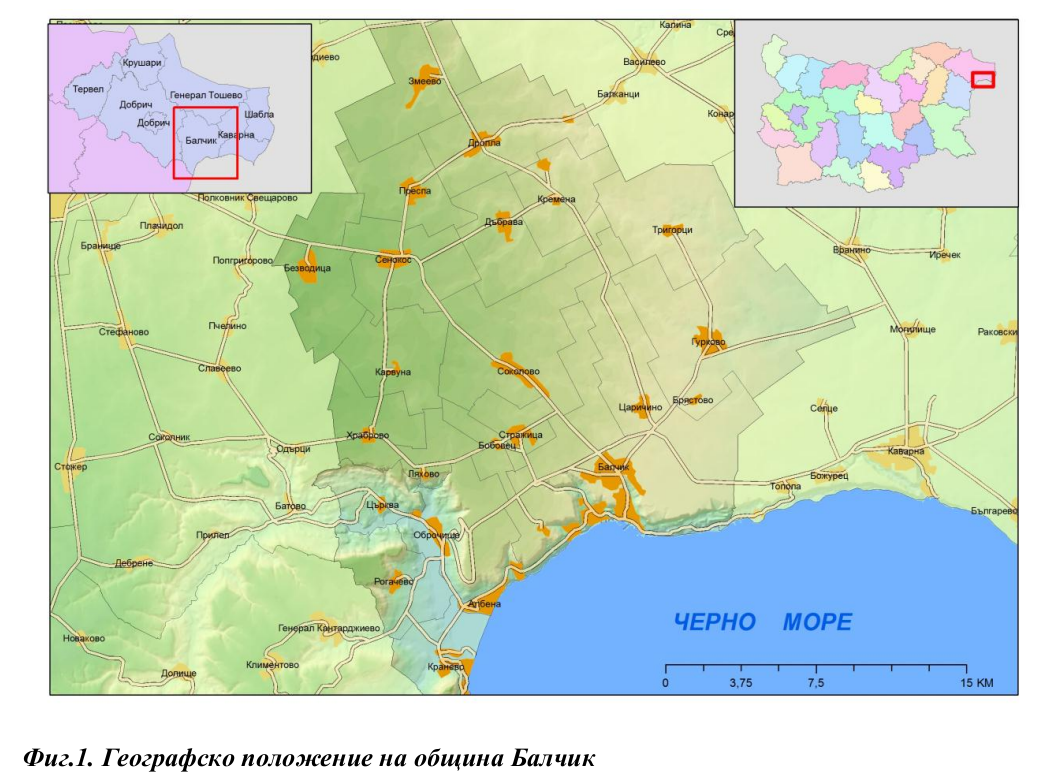 Крушари
Тервел
Генерал Тошево
Добрич
Добрич
Шабла
Каварна
Балчик
Калина
Василево
Балканци
Змеево
Дропла
Преспа
Кремена
Дъбрава
Тригорци
Полковник Свещарово
Плачидол
Бранище
Попгригорово
Безводица
Сенокос
Вранино
Иречек
Стефаново
Пчелино
Гурково
Могилище
Раковски
Славеево
Карвуна
Соколово
Царичино
Брястово
Селце
Соколник
Храброво
Стражица
Бобовец
Одърци
Каварна
Стожер
Ляхово
Балчик
Топола
Божурец
Батово
Църква
Българево
Прилеп
Оброчище
Дебрене
Рогачево
Албена
Генерал Кантарджиево
ЧЕРНО МОРЕ
Новаково
Климентово
Долище
Кранево
0 3,75 7,5 15 KM
Фиг.1. Географско положение на община Балчик